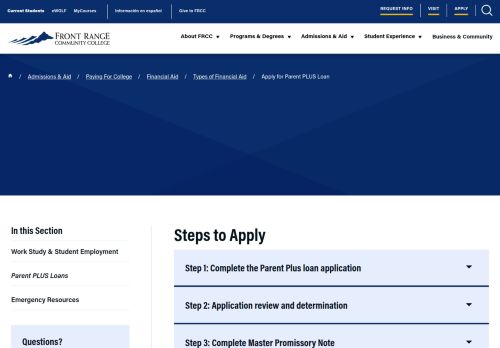 Current Students eWOLF MyCourses Información en español Give to FRCC REQUEST INFO VISIT APPLY
FRONT RANGE
COMMUNITY COLLEGE
About FRCC Programs & Degrees Admissions & Aid Student Experience Business & Community
/ Admissions & Aid / Paying For College / Financial Aid / Types of Financial Aid / Apply for Parent PLUS Loan
In this Section
Work Study & Student Employment
Parent PLUS Loans
Emergency Resources
Questions?
Steps to Apply
Step 1: Complete the Parent Plus loan application
Step 2: Application review and determination
Step 3: Complete Master Promissory Note